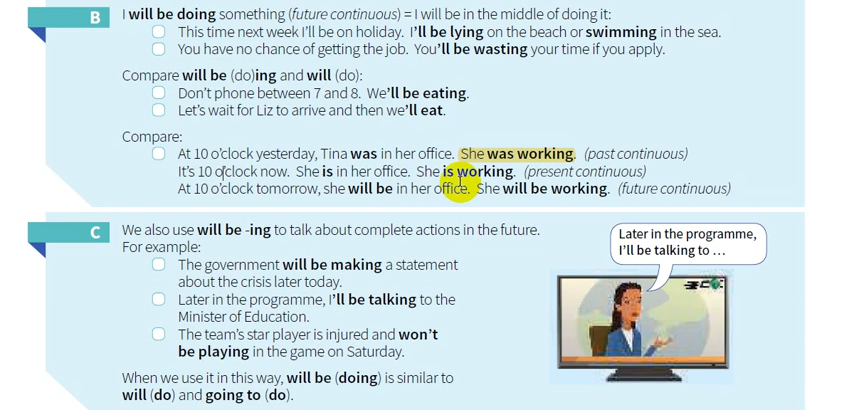 B
I will be doing something (future continuous) = I will be in the middle of doing it:
This time next week I'll be on holiday. I'll be lying on the beach or swimming in the sea.
You have no chance of getting the job. You'll be wasting your time if you apply.
Compare will be (do)ing and will (do):
Don't phone between 7 and 8. We'll be eating.
Let's wait for Liz to arrive and then we'll eat.
Compare:
At 10 o'clock yesterday, Tina was in her office. She was working. (past continuous)
It's 10 o'clock now. She is in her office. She is working. (present continuous)
At 10 o'clock tomorrow, she will be in her office. She will be working. (future continuous)
C
We also use will be -ing to talk about complete actions in the future.
For example:
The government will be making a statement
about the crisis later today.
Later in the programme, I'll be talking to the
Minister of Education.
The team's star player is injured and won't
be playing in the game on Saturday.
When we use it in this way, will be (doing) is similar to
will (do) and going to (do).
Later in the programme,
I'll be talking to ...